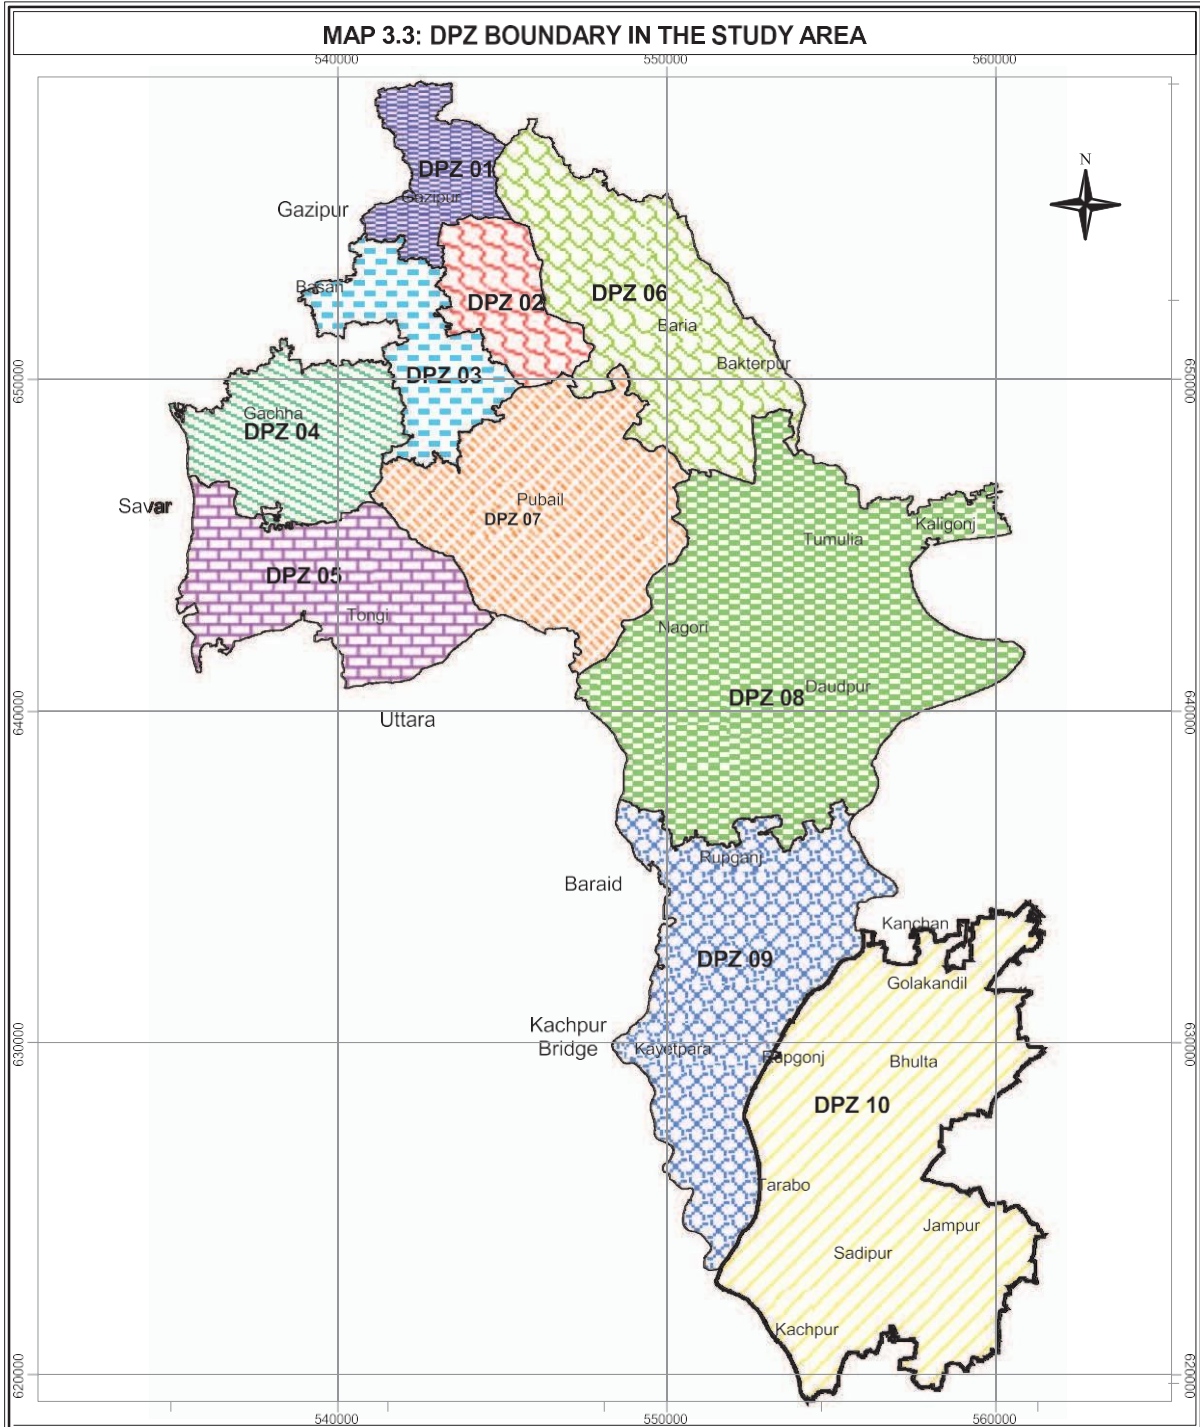 MAP 3.3: DPZ BOUNDARY IN THE STUDY AREA
540000 550000 560000
N
DPZ 01
Gazipur
Gazipur
Basan
DPZ 02
DPZ 06
Baria
Bakterpur
DPZ 03
650000 650000
Gachha
DPZ 04
Savar
Pubail
DPZ 07
Kaligonj
Tumulia
DPZ 05
Tongi
Nagori
Daudpur
DPZ 08
640000 640000
Uttara
Rupganj
Baraid
Kanchan
DPZ 09
Golakandil
Kachpur
Bridge
630000 630000
Kayetpara
Rupgonj
Bhulta
DPZ 10
Tarabo
Jampur
Sadipur
Kachpur
620000 620000
540000 550000 560000